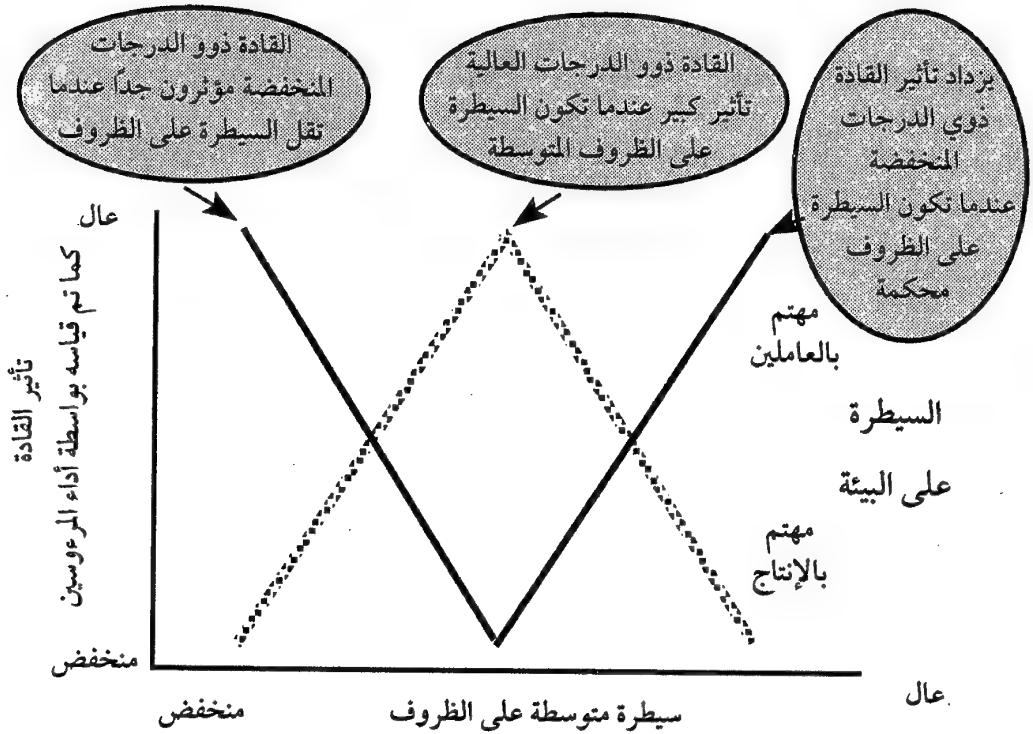 يزداد تأثير القادة
ذوي الدرجات
المنخفضة
عندما تكون السيطرة
على الظروف
محكمة
القادة ذوو الدرجات العالية
تأثير كبير عندما تكون السيطرة
على الظروف المتوسطة
القادة ذوو الدرجات
المنخفضة مؤثرون جدًا عندما
تقل السيطرة على الظروف
عال
تأثير القادة
كما تم قياسه بواسطة أداء المرءوسين
منخفض
مهتم
بالعاملين
السيطرة
على البيئة
مهتم
بالإنتاج
عال
سيطرة متوسطة على الظروف
منخفض